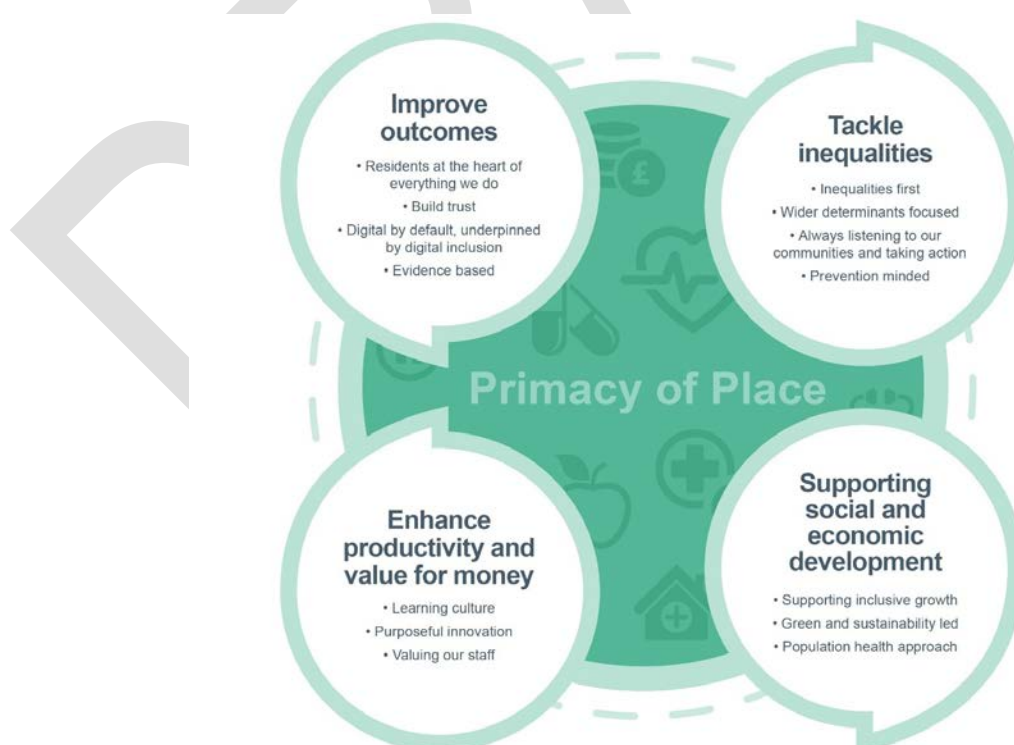 Improve
outcomes
• Residents at the heart of
everything we do
• Build trust
• Digital by default, underpinned
by digital inclusion
• Evidence based
Tackle
inequalities
• Inequalities first
• Wider determinants focused
• Always listening to our
communities and taking action
• Prevention minded
£
Primacy of Place
Enhance
productivity and
value for money
• Learning culture
• Purposeful innovation
• Valuing our staff
Supporting
social and
economic
development
• Supporting inclusive growth
• Green and sustainability led
• Population health approach